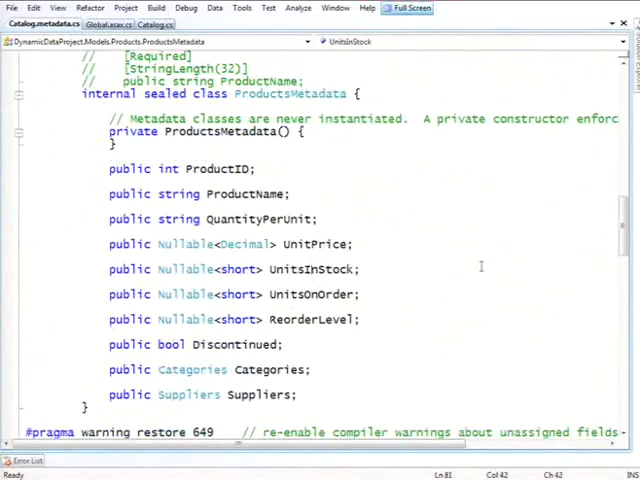 File Edit View Refactor Project Build Debug Data Tools Test Analyze Window Help Full Screen
Catalog.metadata.cs Global.asax.cs Catalog.cs
DynamicDataProject.Models.Products.ProductsMetadata UnitsInStock
// [Required]
// [StringLength(32)]
// public string ProductName;
internal sealed class ProductsMetadata {
// Metadata classes are never instantiated. A private constructor enforc
private ProductsMetadata() {
}
public int ProductID;
public string ProductName;
public string QuantityPerUnit;
public Nullable<Decimal> UnitPrice;
public Nullable<short> UnitsInStock;
public Nullable<short> UnitsOnOrder;
public Nullable<short> ReorderLevel;
public bool Discontinued;
public Categories Categories;
public Suppliers Suppliers;
}
#pragma warning restore 649 // re-enable compiler warnings about unassigned fields
Error List
Ready Ln 81 Col 42 Ch 42 INS